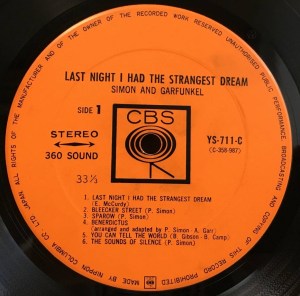 MANUFACTURER AND OF THE OWNER OF THE RECORDED WORK RESERVED UNAUTHORISED PUBLIC PERFORMANCE
LAST NIGHT I HAD THE STRANGEST DREAM
SIMON AND GARFUNKEL
SIDE 1
CBS
YS-711-C
(C-358-987)
STEREO
360 SOUND
33⅓
1. LAST NIGHT I HAD THE STRANGEST DREAM
(E. McCurdy)
2. BLEECKER STREET (P. Simon)
3. SPAROW (P. Simon)
4. BENERDICTUS
(arranged and adapted by P. Simon A. Gar)
5. YOU CAN TELL THE WORLD (B. Gibson - B. Camp)
6. THE SOUNDS OF SILENCE (P. Simon)
AND COPYING OF THIS RECORD PROHIBITED
MADE BY NIPPON COLUMBIA CO. LTD. JAPAN ALL RIGHTS OF THE